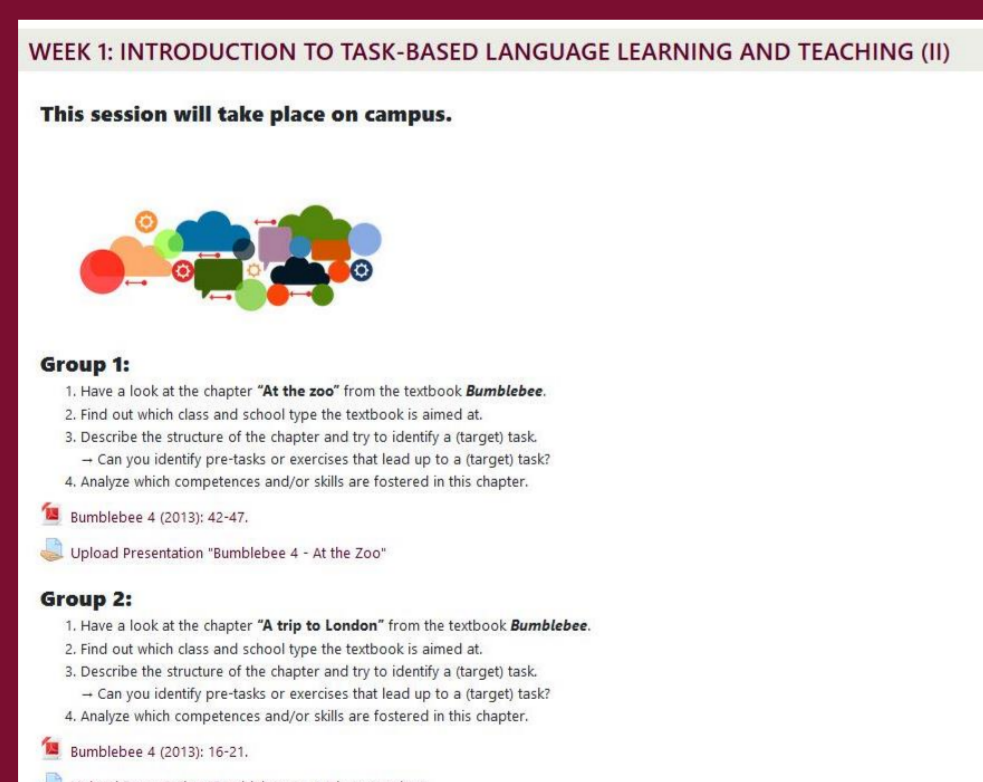 WEEK 1: INTRODUCTION TO TASK-BASED LANGUAGE LEARNING AND TEACHING (II)
This session will take place on campus.
Group 1:
1. Have a look at the chapter "At the zoo" from the textbook Bumblebee.
2. Find out which class and school type the textbook is aimed at.
3. Describe the structure of the chapter and try to identify a (target) task.
→ Can you identify pre-tasks or exercises that lead up to a (target) task?
4. Analyze which competences and/or skills are fostered in this chapter.
Bumblebee 4 (2013): 42-47.
Upload Presentation "Bumblebee 4 - At the Zoo"
Group 2:
1. Have a look at the chapter "A trip to London" from the textbook Bumblebee.
2. Find out which class and school type the textbook is aimed at.
3. Describe the structure of the chapter and try to identify a (target) task.
→ Can you identify pre-tasks or exercises that lead up to a (target) task?
4. Analyze which competences and/or skills are fostered in this chapter.
Bumblebee 4 (2013): 16-21.